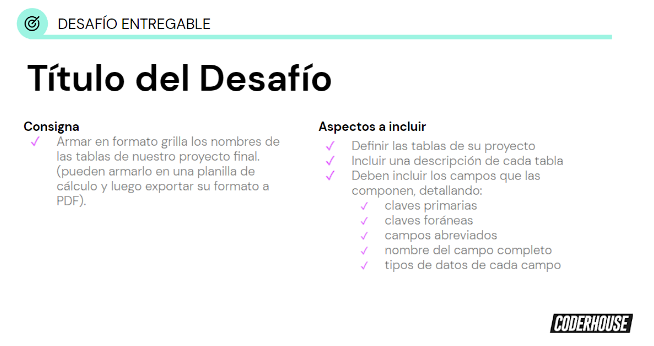 DESAFÍO ENTREGABLE
Título del Desafío
Consigna
Armar en formato grilla los nombres de
las tablas de nuestro proyecto final.
(pueden armarlo en una planilla de
cálculo y luego exportar su formato a
PDF).
Aspectos a incluir
Definir las tablas de su proyecto
Incluir una descripción de cada tabla
Deben incluir los campos que las
componen, detallando:
claves primarias
claves foráneas
campos abreviados
nombre del campo completo
tipos de datos de cada campo
CODERHOUSE